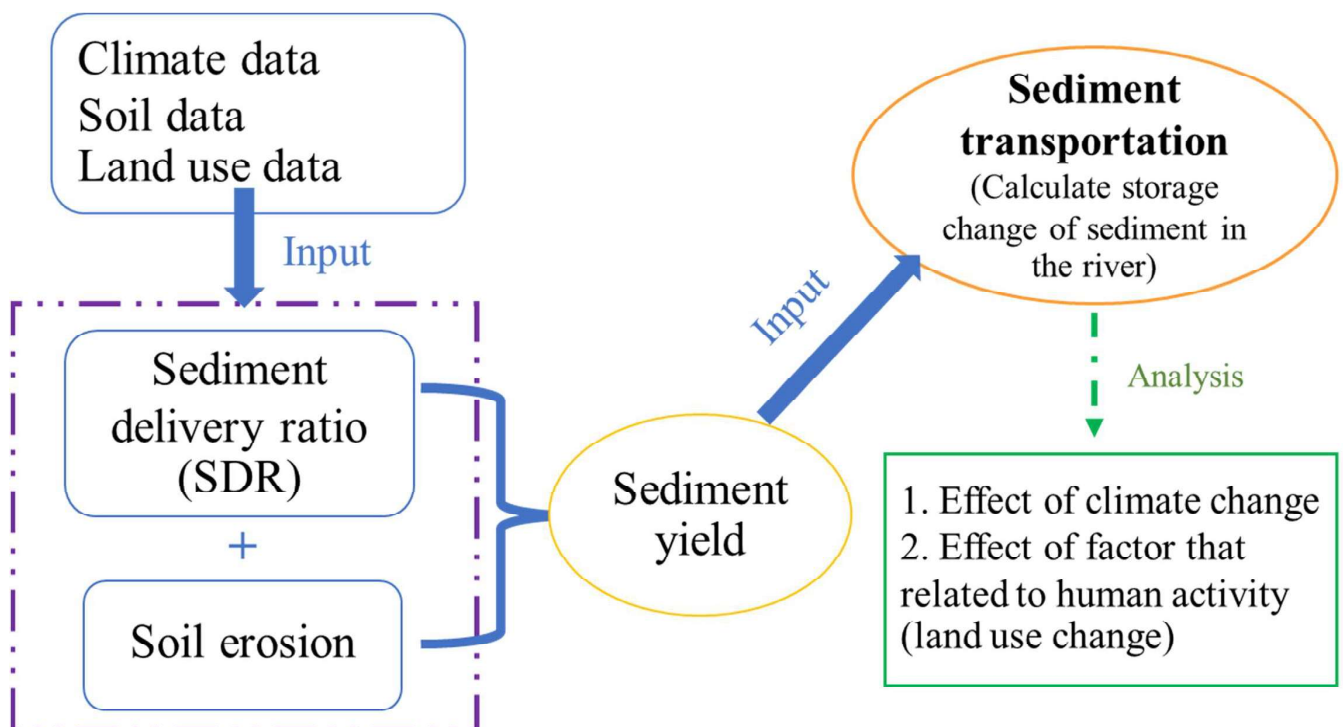 Climate data
Soil data
Land use data
Input
Sediment
delivery ratio
(SDR)
+
Soil erosion
Sediment
yield
Input
Sediment
transportation
(Calculate storage
change of sediment in
the river)
Analysis
1. Effect of climate change
2. Effect of factor that
related to human activity
(land use change)